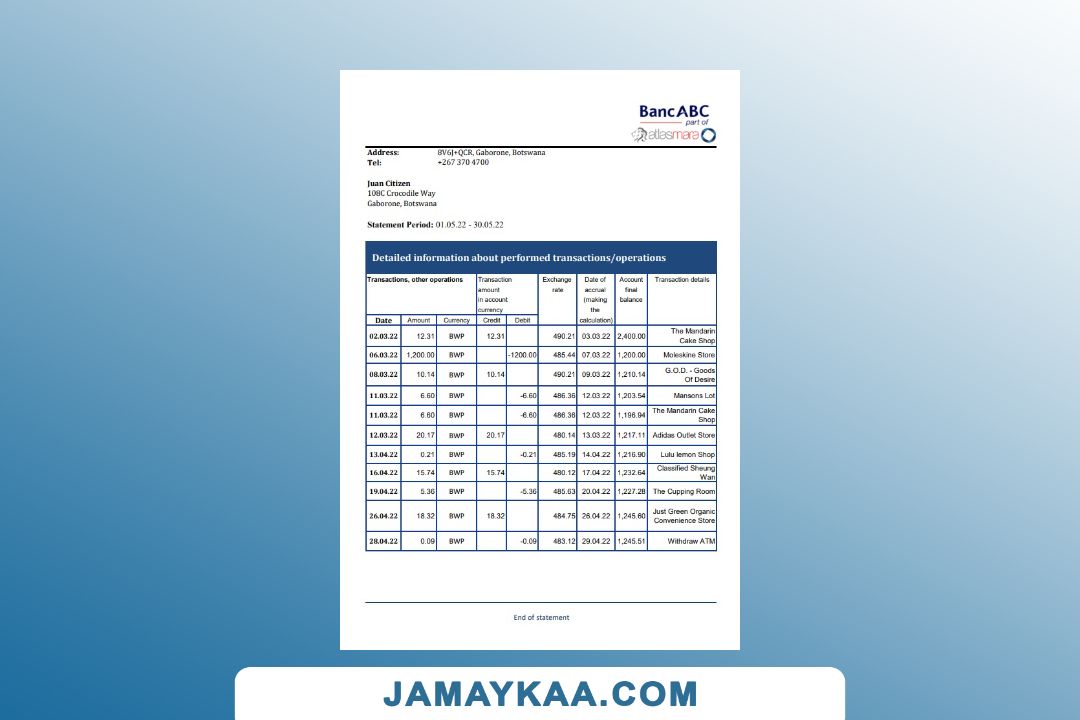 BancABC
part of
atlasmara
Address: 8V6J+QCR, Gaborone, Botswana
Tel: +267 370 4700
Juan Citizen
108C Crocodile Way
Gaborone, Botswana
Statement Period: 01.05.22 - 30.05.22
Detailed information about performed transactions/operations
Transactions, other operations
Transaction
amount
in account
currency
Exchange
rate
Date of
accrual
(making
the
calculation)
Account
final
balance
Transaction details
Date Amount Currency Credit Debit
02.03.22 12.31 BWP 12.31 490.21 03.03.22 2,400.00 The Mandarin
Cake Shop
06.03.22 1,200.00 BWP -1200.00 485.44 07.03.22 1,200.00 Moleskine Store
08.03.22 10.14 BWP 10.14 490.21 09.03.22 1,210.14 G.O.D. - Goods
Of Desire
11.03.22 6.60 BWP -6.60 486.36 12.03.22 1,203.54 Mansons Lot
11.03.22 6.60 BWP -6.60 486.36 12.03.22 1,196.94 The Mandarin Cake
Shop
12.03.22 20.17 BWP 20.17 480.14 13.03.22 1,217.11 Adidas Outlet Store
13.04.22 0.21 BWP -0.21 485.19 14.04.22 1,216.90 Lulu lemon Shop
16.04.22 15.74 BWP 15.74 480.12 17.04.22 1,232.64 Classified Sheung
Wan
19.04.22 5.36 BWP -5.36 485.63 20.04.22 1,227.28 The Cupping Room
26.04.22 18.32 BWP 18.32 484.75 26.04.22 1,245.60 Just Green Organic
Convenience Store
28.04.22 0.09 BWP -0.09 483.12 29.04.22 1,245.51 Withdraw ATM
End of statement
JAMAYKAA.COM